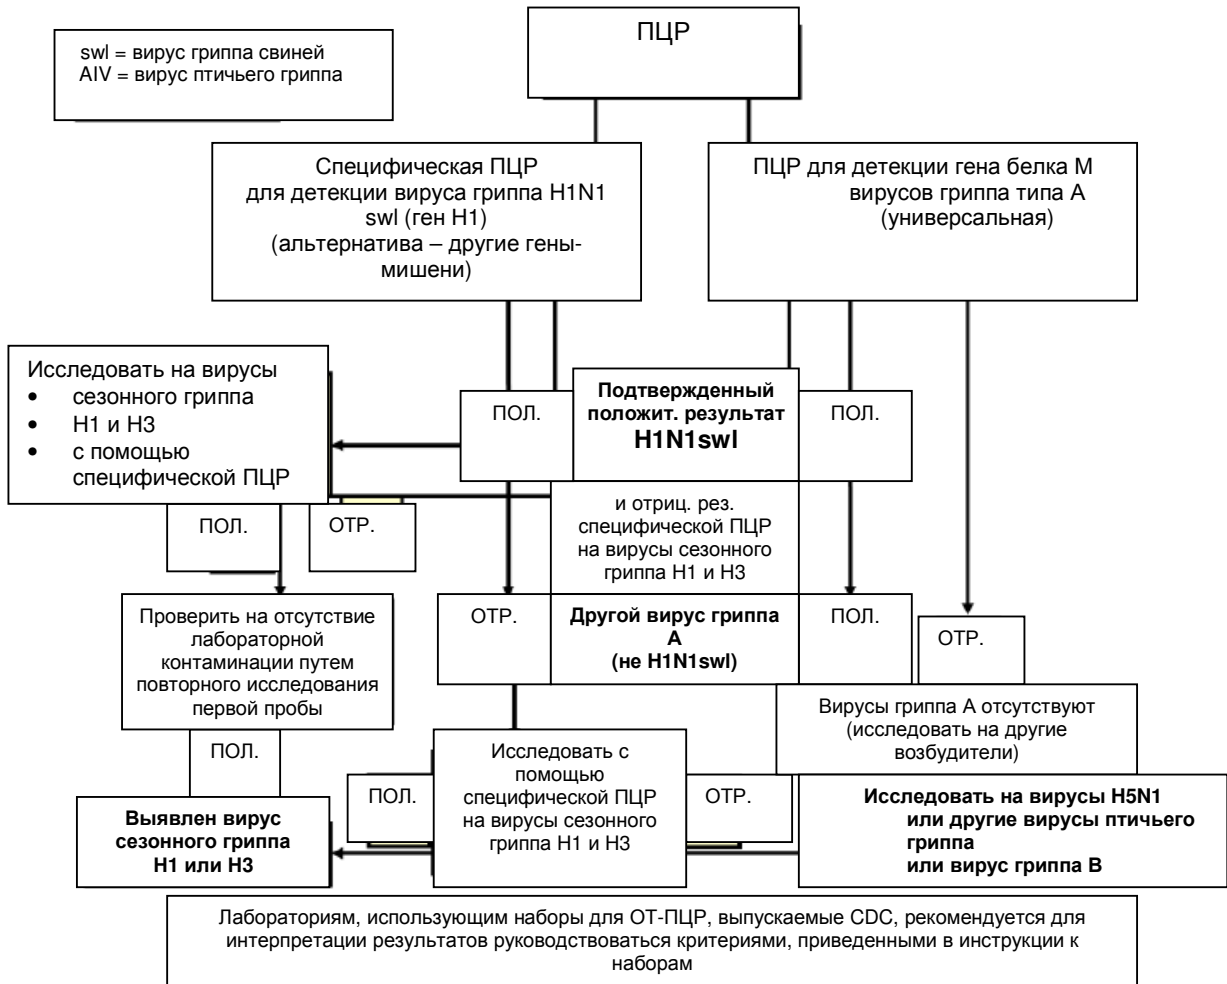 ПЦР
swl = вирус гриппа свиней
AIV = вирус птичьего гриппа
Специфическая ПЦР
для детекции вируса гриппа H1N1
swl (ген H1)
(альтернатива – другие гены-
мишени)
ПЦР для детекции гена белка М
вирусов гриппа типа А
(универсальная)
Исследовать на вирусы
• сезонного гриппа
• H1 и H3
• с помощью
специфической ПЦР
ПОЛ.
Подтвержденный
положит. результат
H1N1swl
ПОЛ.
и отриц. рез.
специфической ПЦР
на вирусы сезонного
гриппа H1 и H3
ПОЛ.
ОТР.
Проверить на отсутствие
лабораторной
контаминации путем
повторного исследования
первой пробы
ОТР.
Другой вирус гриппа
А
(не H1N1swl)
ПОЛ.
ОТР.
Вирусы гриппа А отсутствуют
(исследовать на другие
возбудители)
ПОЛ.
Исследовать с
помощью
специфической ПЦР
на вирусы сезонного
гриппа H1 и H3
ПОЛ.
ОТР.
Выявлен вирус
сезонного гриппа
H1 или H3
Исследовать на вирусы H5N1
или другие вирусы птичьего
гриппа
или вирус гриппа В
Лабораториям, использующим наборы для ОТ-ПЦР, выпускаемые CDC, рекомендуется для
интерпретации результатов руководствоваться критериями, приведенными в инструкции к
наборам